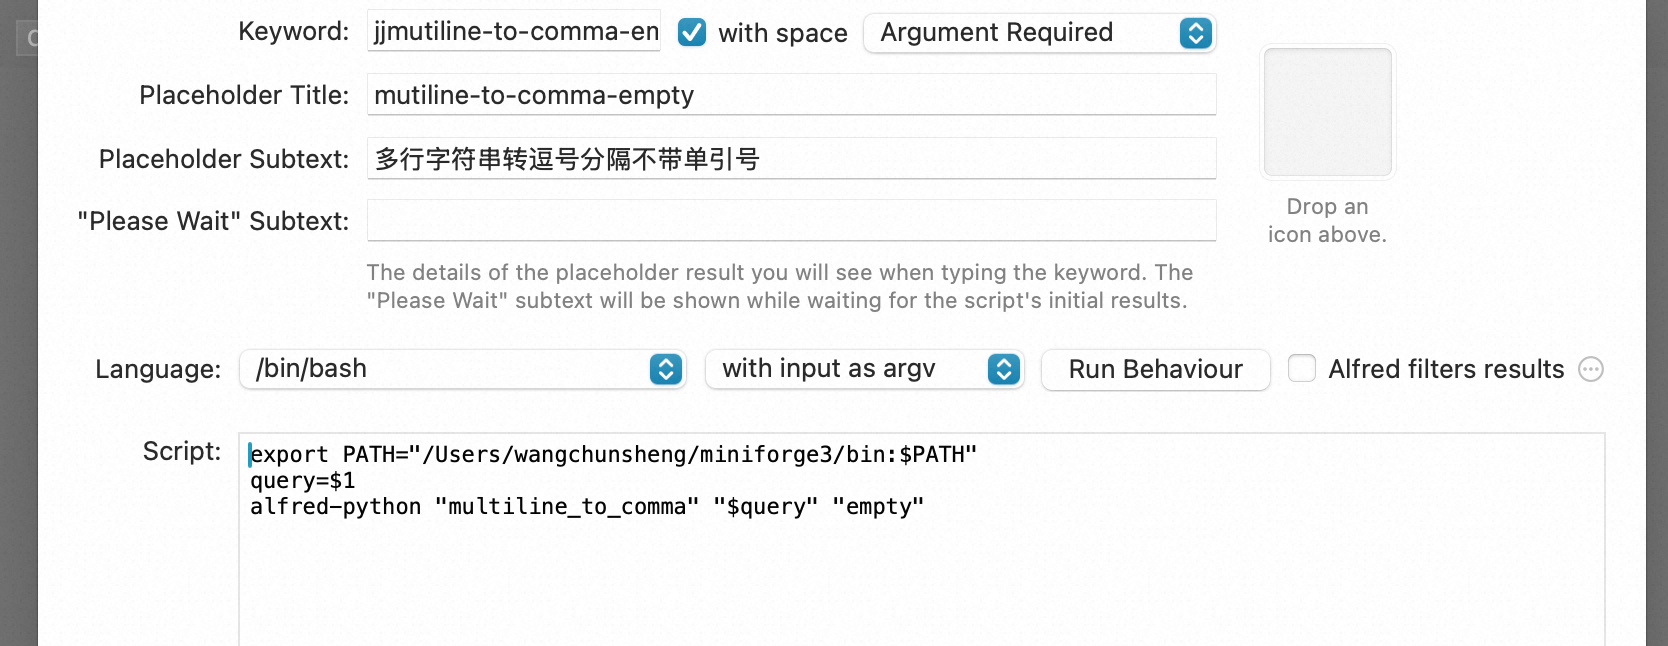 Keyword: jjmutiline-to-comma-en with space Argument Required
Placeholder Title: mutiline-to-comma-empty
Placeholder Subtext: 多行字符串转逗号分隔不带单引号
"Please Wait" Subtext:
Drop an
icon above.
The details of the placeholder result you will see when typing the keyword. The
"Please Wait" subtext will be shown while waiting for the script's initial results.
Language: /bin/bash with input as argv Run Behaviour Alfred filters results
Script: export PATH="/Users/wangchunsheng/miniforge3/bin:$PATH"
query=$1
alfred-python "multiline_to_comma" "$query" "empty"